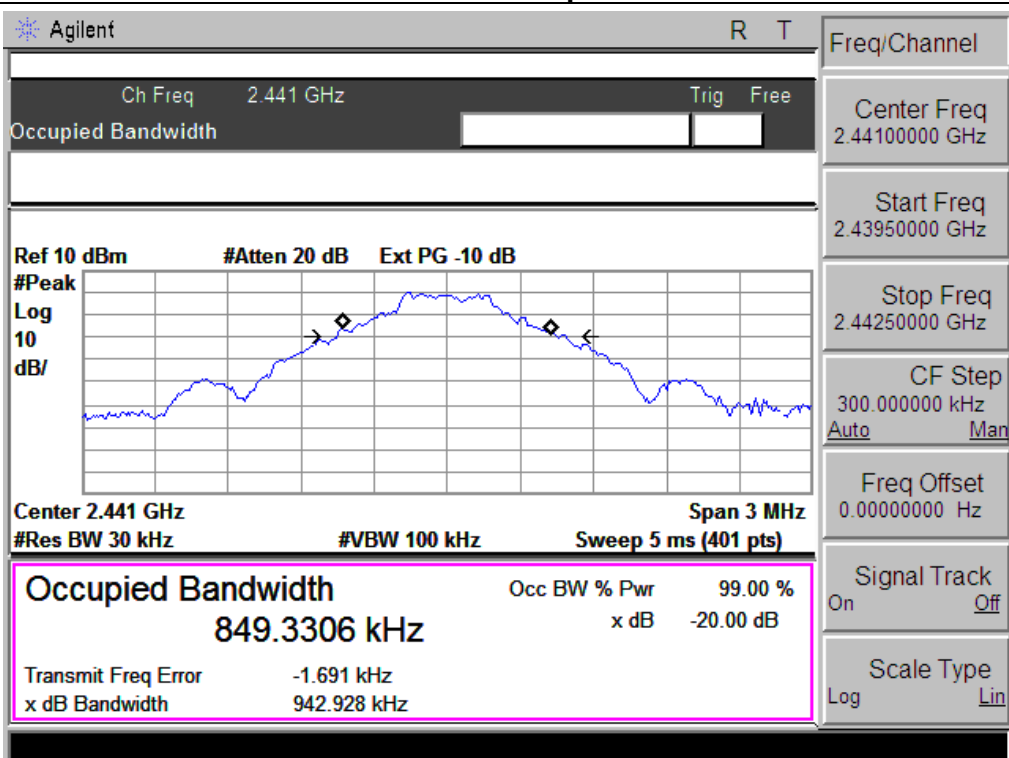 Agilent R T
Ch Freq 2.441 GHz Trig Free
Occupied Bandwidth
Ref 10 dBm #Atten 20 dB Ext PG -10 dB
#Peak
Log
10
dB/
Center 2.441 GHz Span 3 MHz
#Res BW 30 kHz #VBW 100 kHz Sweep 5 ms (401 pts)
Occupied Bandwidth Occ BW % Pwr 99.00 %
849.3306 kHz x dB -20.00 dB
Transmit Freq Error -1.691 kHz
x dB Bandwidth 942.928 kHz
Freq/Channel
Center Freq
2.44100000 GHz
Start Freq
2.43950000 GHz
Stop Freq
2.44250000 GHz
CF Step
300.000000 kHz
Auto Man
Freq Offset
0.00000000 Hz
Signal Track
On Off
Scale Type
Log Lin